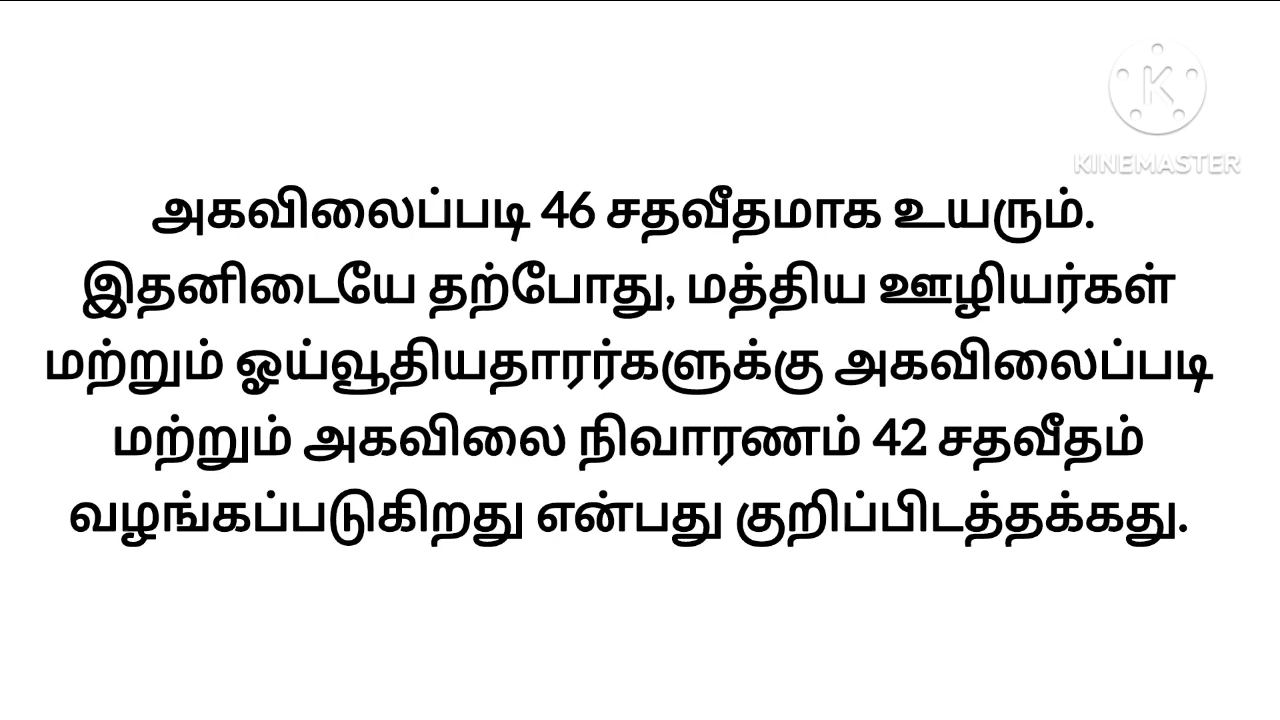 KINEMASTER
அகவிலைப்படி 46 சதவீதமாக உயரும்.
இதனிடையே தற்போது, மத்திய ஊழியர்கள்
மற்றும் ஓய்வூதியதாரர்களுக்கு அகவிலைப்படி
மற்றும் அகவிலை நிவாரணம் 42 சதவீதம்
வழங்கப்படுகிறது என்பது குறிப்பிடத்தக்கது.